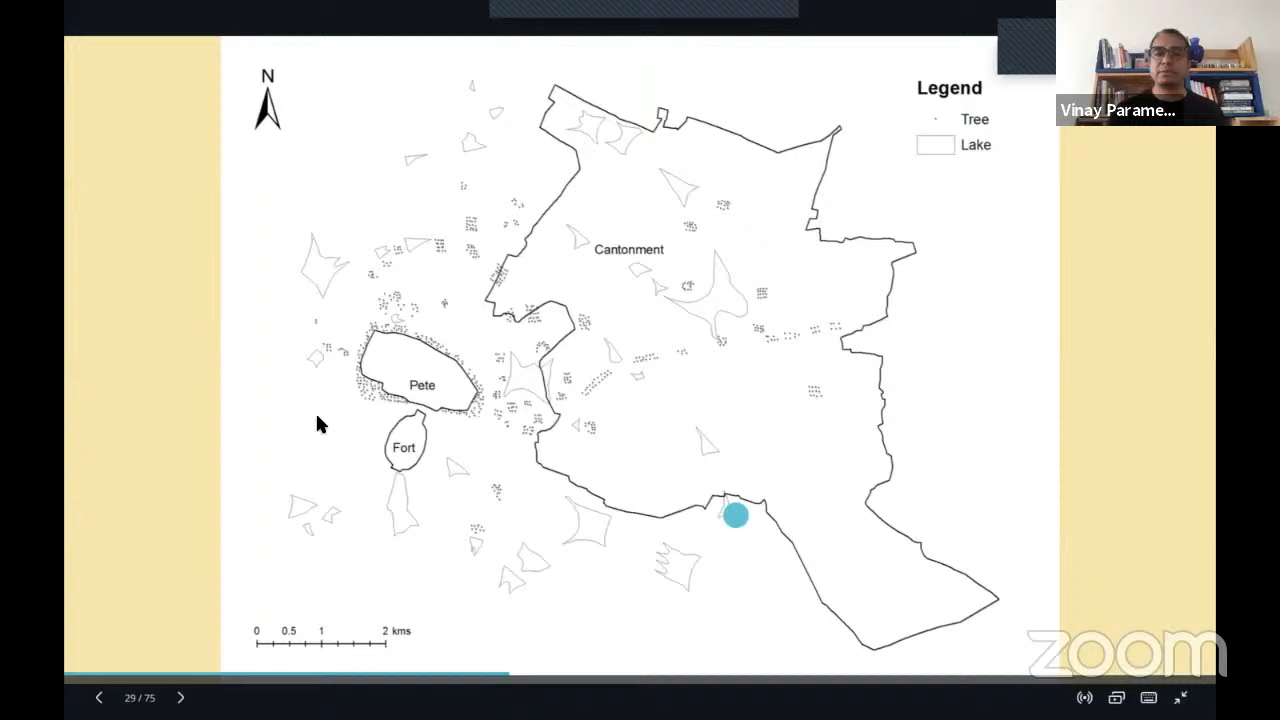 N
Legend
Tree
Lake
Vinay Parame...
Cantonment
Pete
Fort
0 0.5 1 2 kms
zoom
29 / 75